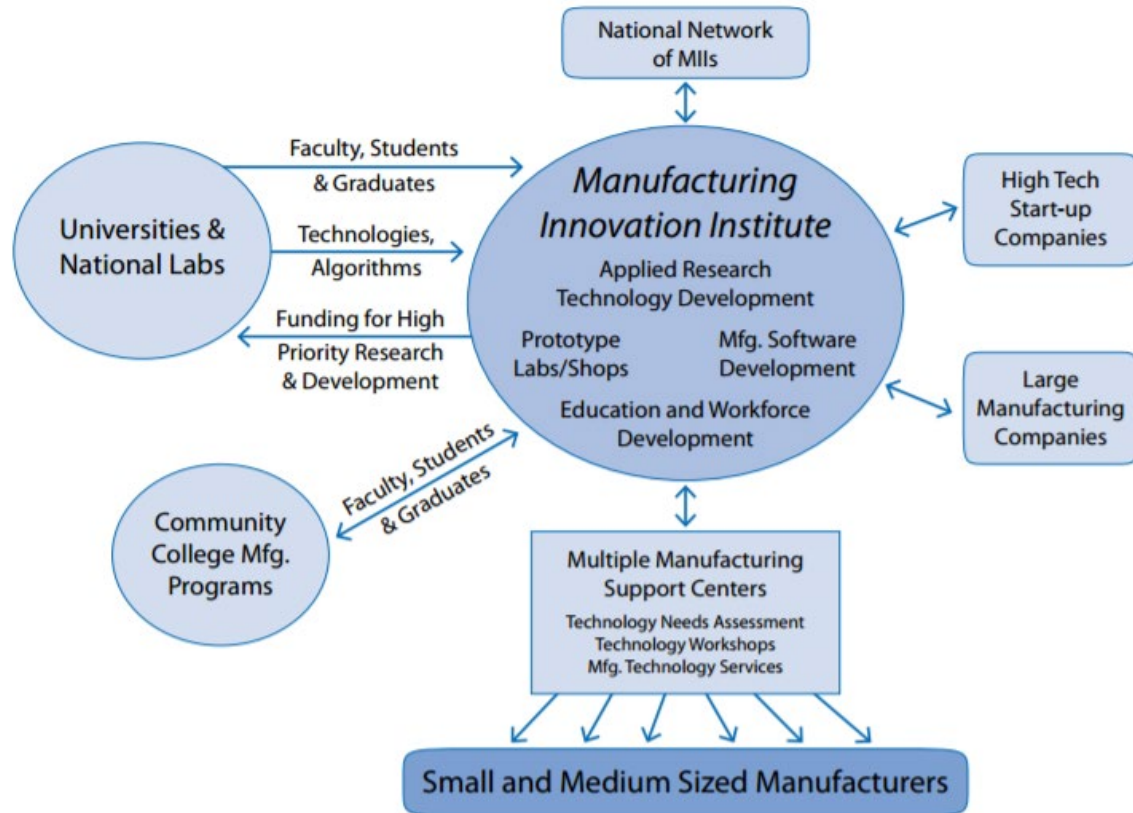 National Network
of MIIs
Faculty, Students
& Graduates
Universities &
National Labs
Technologies,
Algorithms
Funding for High
Priority Research
& Development
Manufacturing
Innovation Institute
Applied Research
Technology Development
Prototype
Labs/Shops
Mfg. Software
Development
Education and Workforce
Development
High Tech
Start-up
Companies
Large
Manufacturing
Companies
Faculty, Students
& Graduates
Community
College Mfg.
Programs
Multiple Manufacturing
Support Centers
Technology Needs Assessment
Technology Workshops
Mfg. Technology Services
Small and Medium Sized Manufacturers